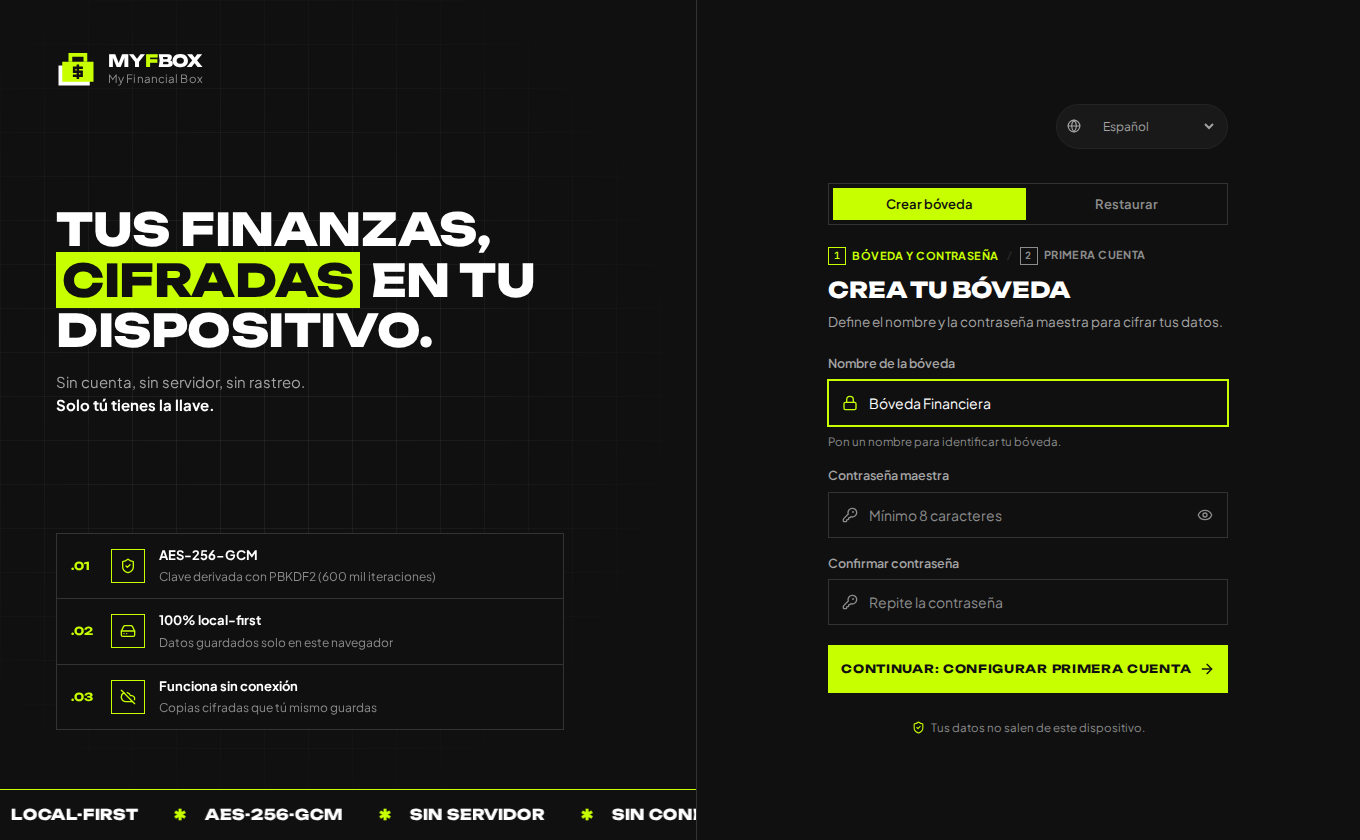 MYFBOX
My Financial Box
TUS FINANZAS,
CIFRADAS EN TU
DISPOSITIVO.
Sin cuenta, sin servidor, sin rastreo.
Solo tú tienes la llave.
.01
AES-256-GCM
Clave derivada con PBKDF2 (600 mil iteraciones)
.02
100% local-first
Datos guardados solo en este navegador
.03
Funciona sin conexión
Copias cifradas que tú mismo guardas
LOCAL-FIRST * AES-256-GCM * SIN SERVIDOR * SIN CON
Español
Crear bóveda Restaurar
1 BÓVEDA Y CONTRASEÑA / 2 PRIMERA CUENTA
CREA TU BÓVEDA
Define el nombre y la contraseña maestra para cifrar tus datos.
Nombre de la bóveda
Bóveda Financiera
Pon un nombre para identificar tu bóveda.
Contraseña maestra
Mínimo 8 caracteres
Confirmar contraseña
Repite la contraseña
CONTINUAR: CONFIGURAR PRIMERA CUENTA →
Tus datos no salen de este dispositivo.